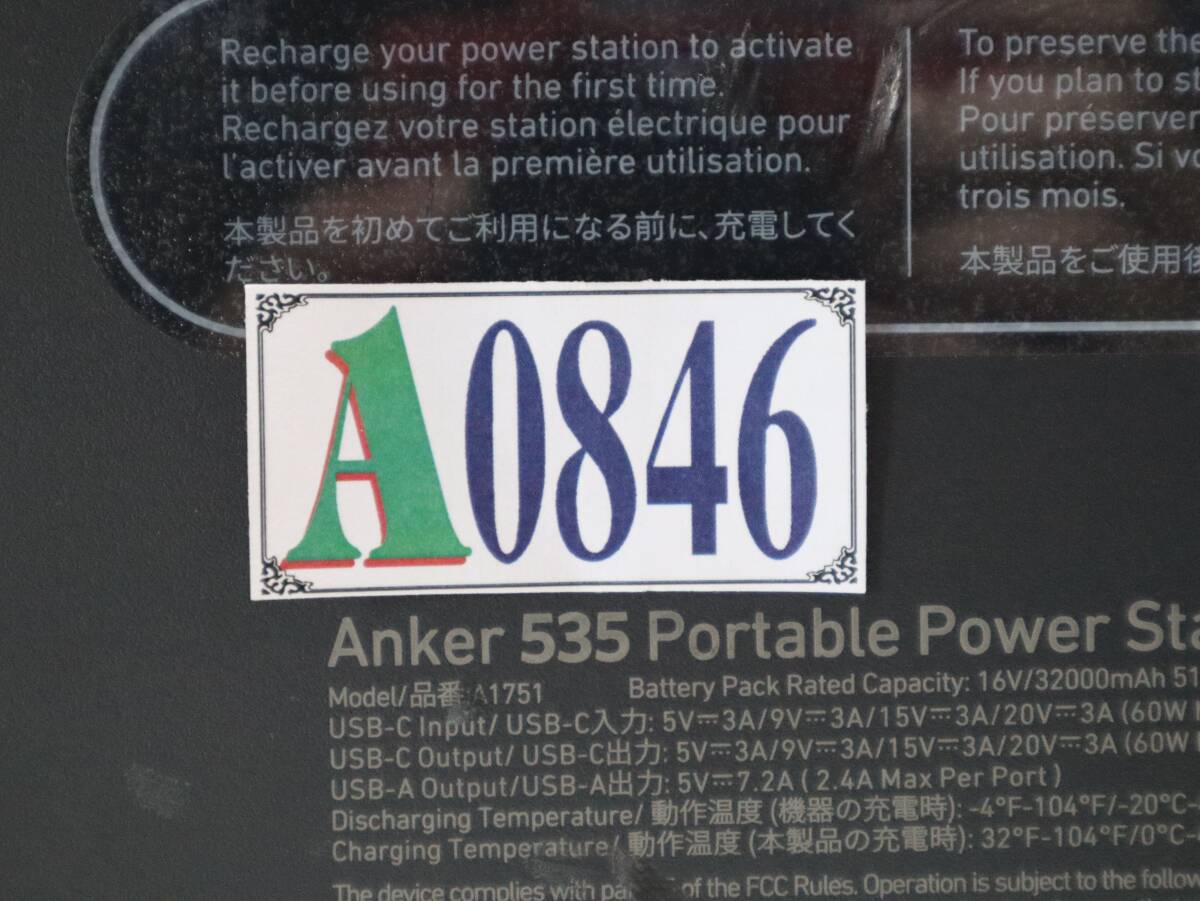 Recharge your power station to activate
it before using for the first time.
Rechargez votre station électrique pour
l'activer avant la première utilisation.
本製品を初めてご利用になる前に、充電してく
ださい。
To preserve the
If you plan to
Pour préserver
utilisation. Si
trois mois.
本製品をご使用後
A0846
Anker 535 Portable Power
Model/品番:A1751
Battery Pack Rated Capacity: 16V/32000mAh
USB-C Input/ USB-C入力: 5V⎓3A/9V⎓3A/15V⎓3A/20V⎓3A (60W
USB-C Output/ USB-C出力: 5V⎓3A/9V⎓3A/15V⎓3A/20V⎓3A (60W
USB-A Output/USB-A出力: 5V⎓7.2A ( 2.4A Max Per Port )
Discharging Temperature/ 動作温度 (機器の充電時): -4°F-104°F/-20°C-
Charging Temperature/ 動作温度 (本製品の充電時): 32°F-104°F/0°C-
The device complies with of the FCC Rules. Operation is subject to the